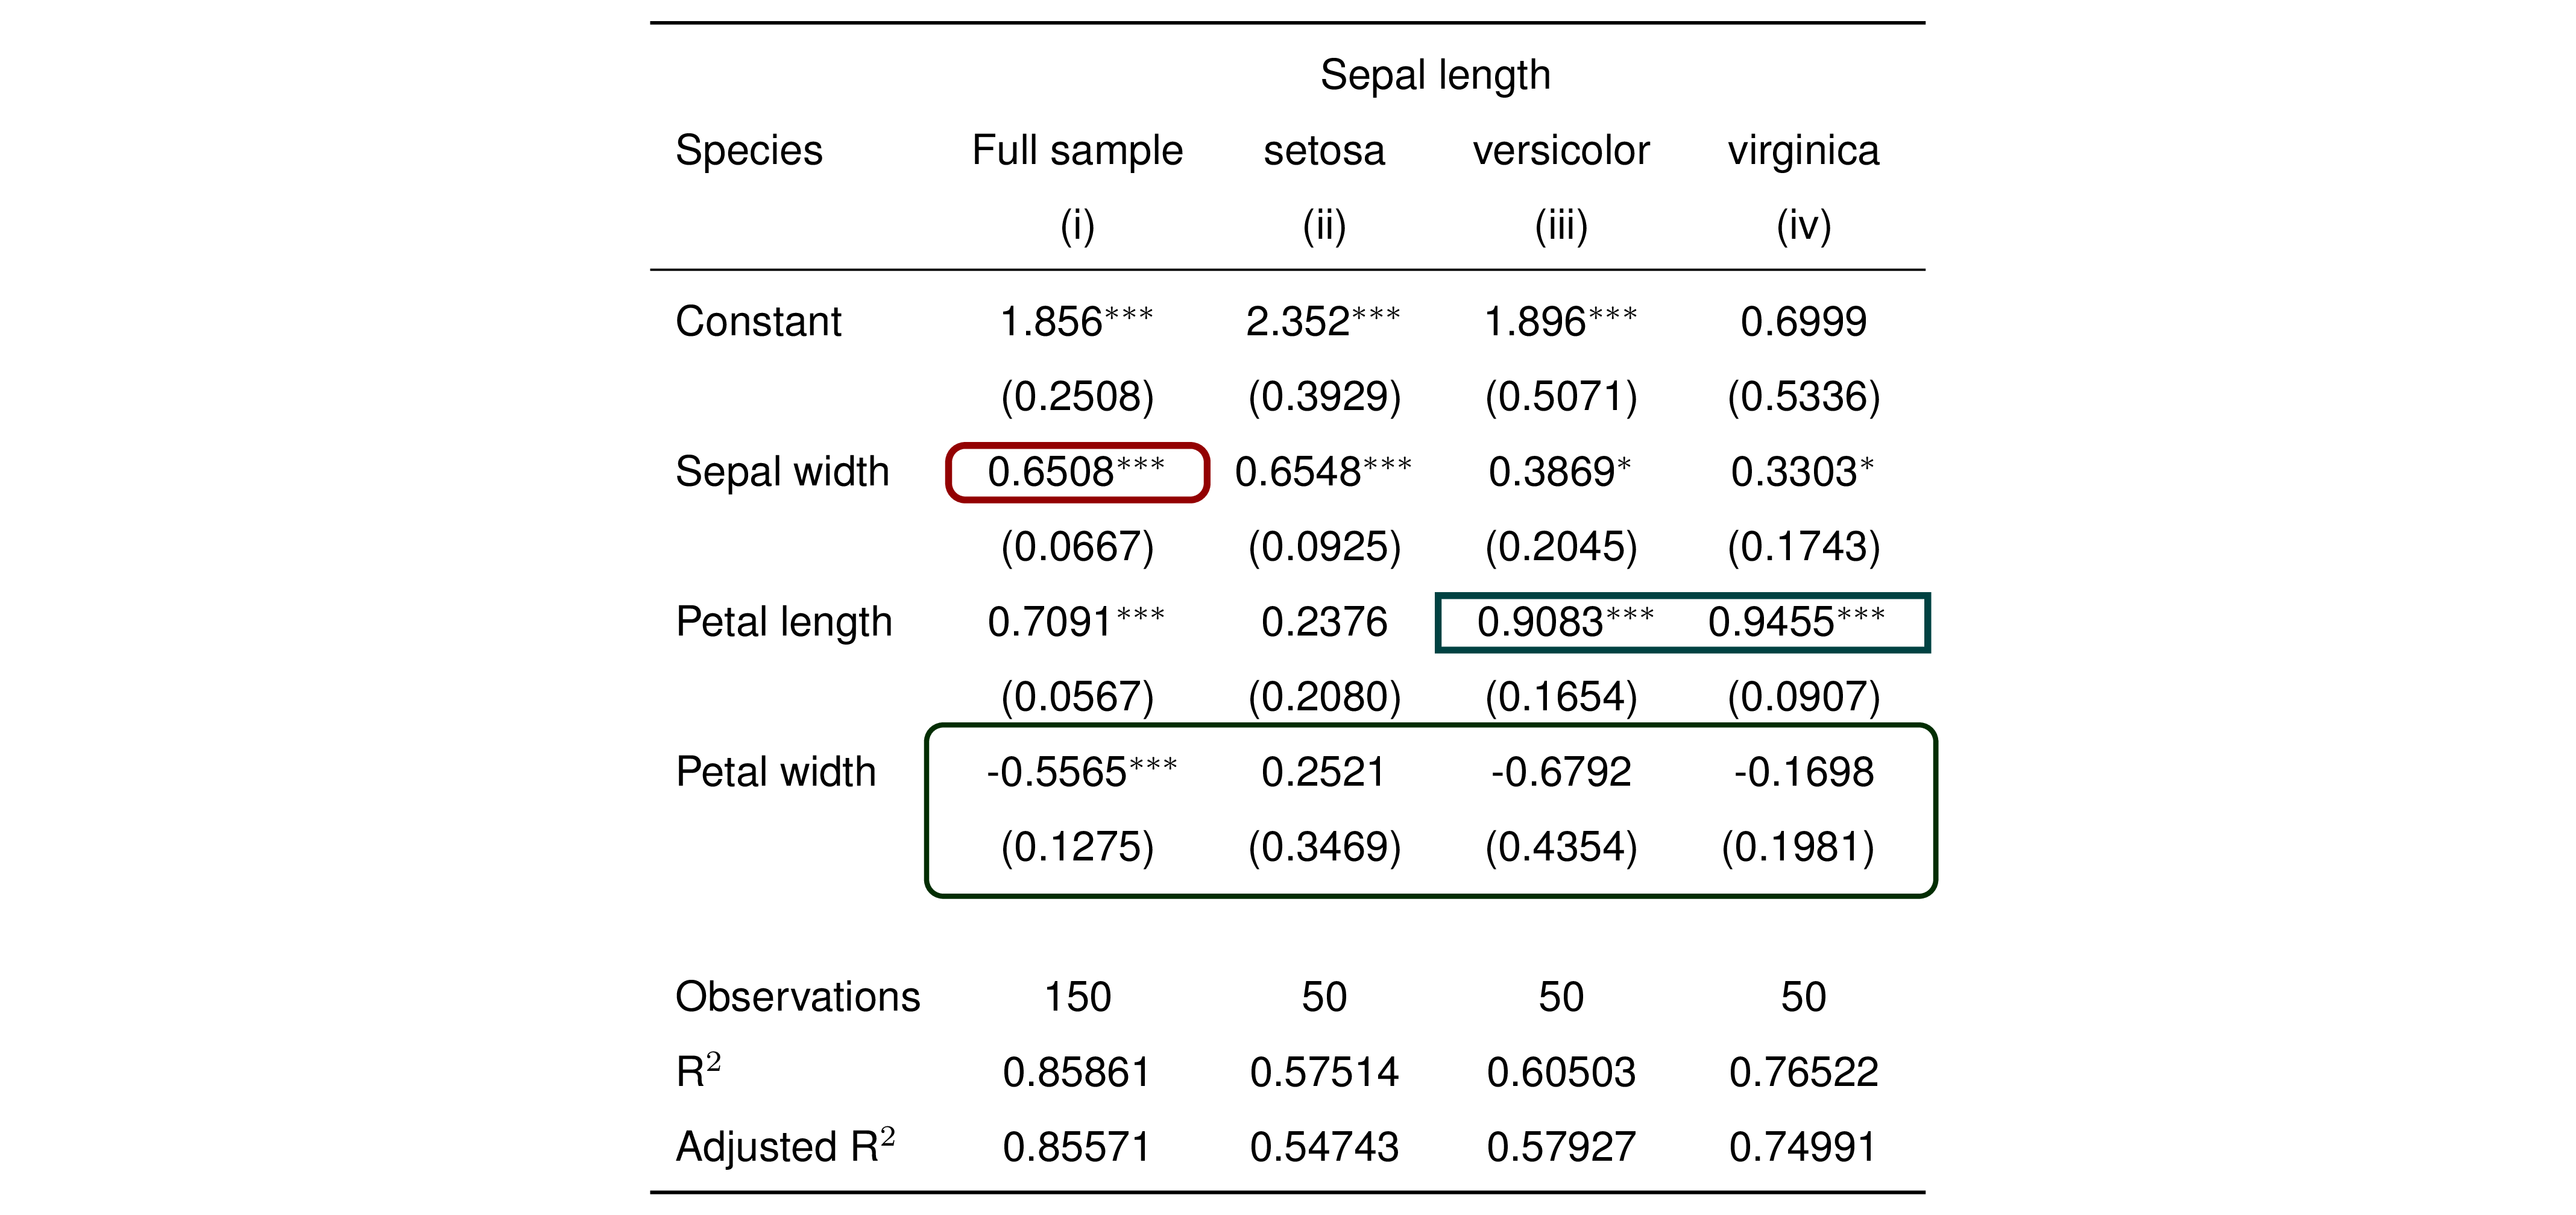 Sepal length
Species Full sample setosa versicolor virginica
(i) (ii) (iii) (iv)
Constant 1.856*** 2.352*** 1.896*** 0.6999
(0.2508) (0.3929) (0.5071) (0.5336)
Sepal width 0.6508*** 0.6548*** 0.3869* 0.3303*
(0.0667) (0.0925) (0.2045) (0.1743)
Petal length 0.7091*** 0.2376 0.9083*** 0.9455***
(0.0567) (0.2080) (0.1654) (0.0907)
Petal width -0.5565*** 0.2521 -0.6792 -0.1698
(0.1275) (0.3469) (0.4354) (0.1981)
Observations 150 50 50 50
R² 0.85861 0.57514 0.60503 0.76522
Adjusted R² 0.85571 0.54743 0.57927 0.74991